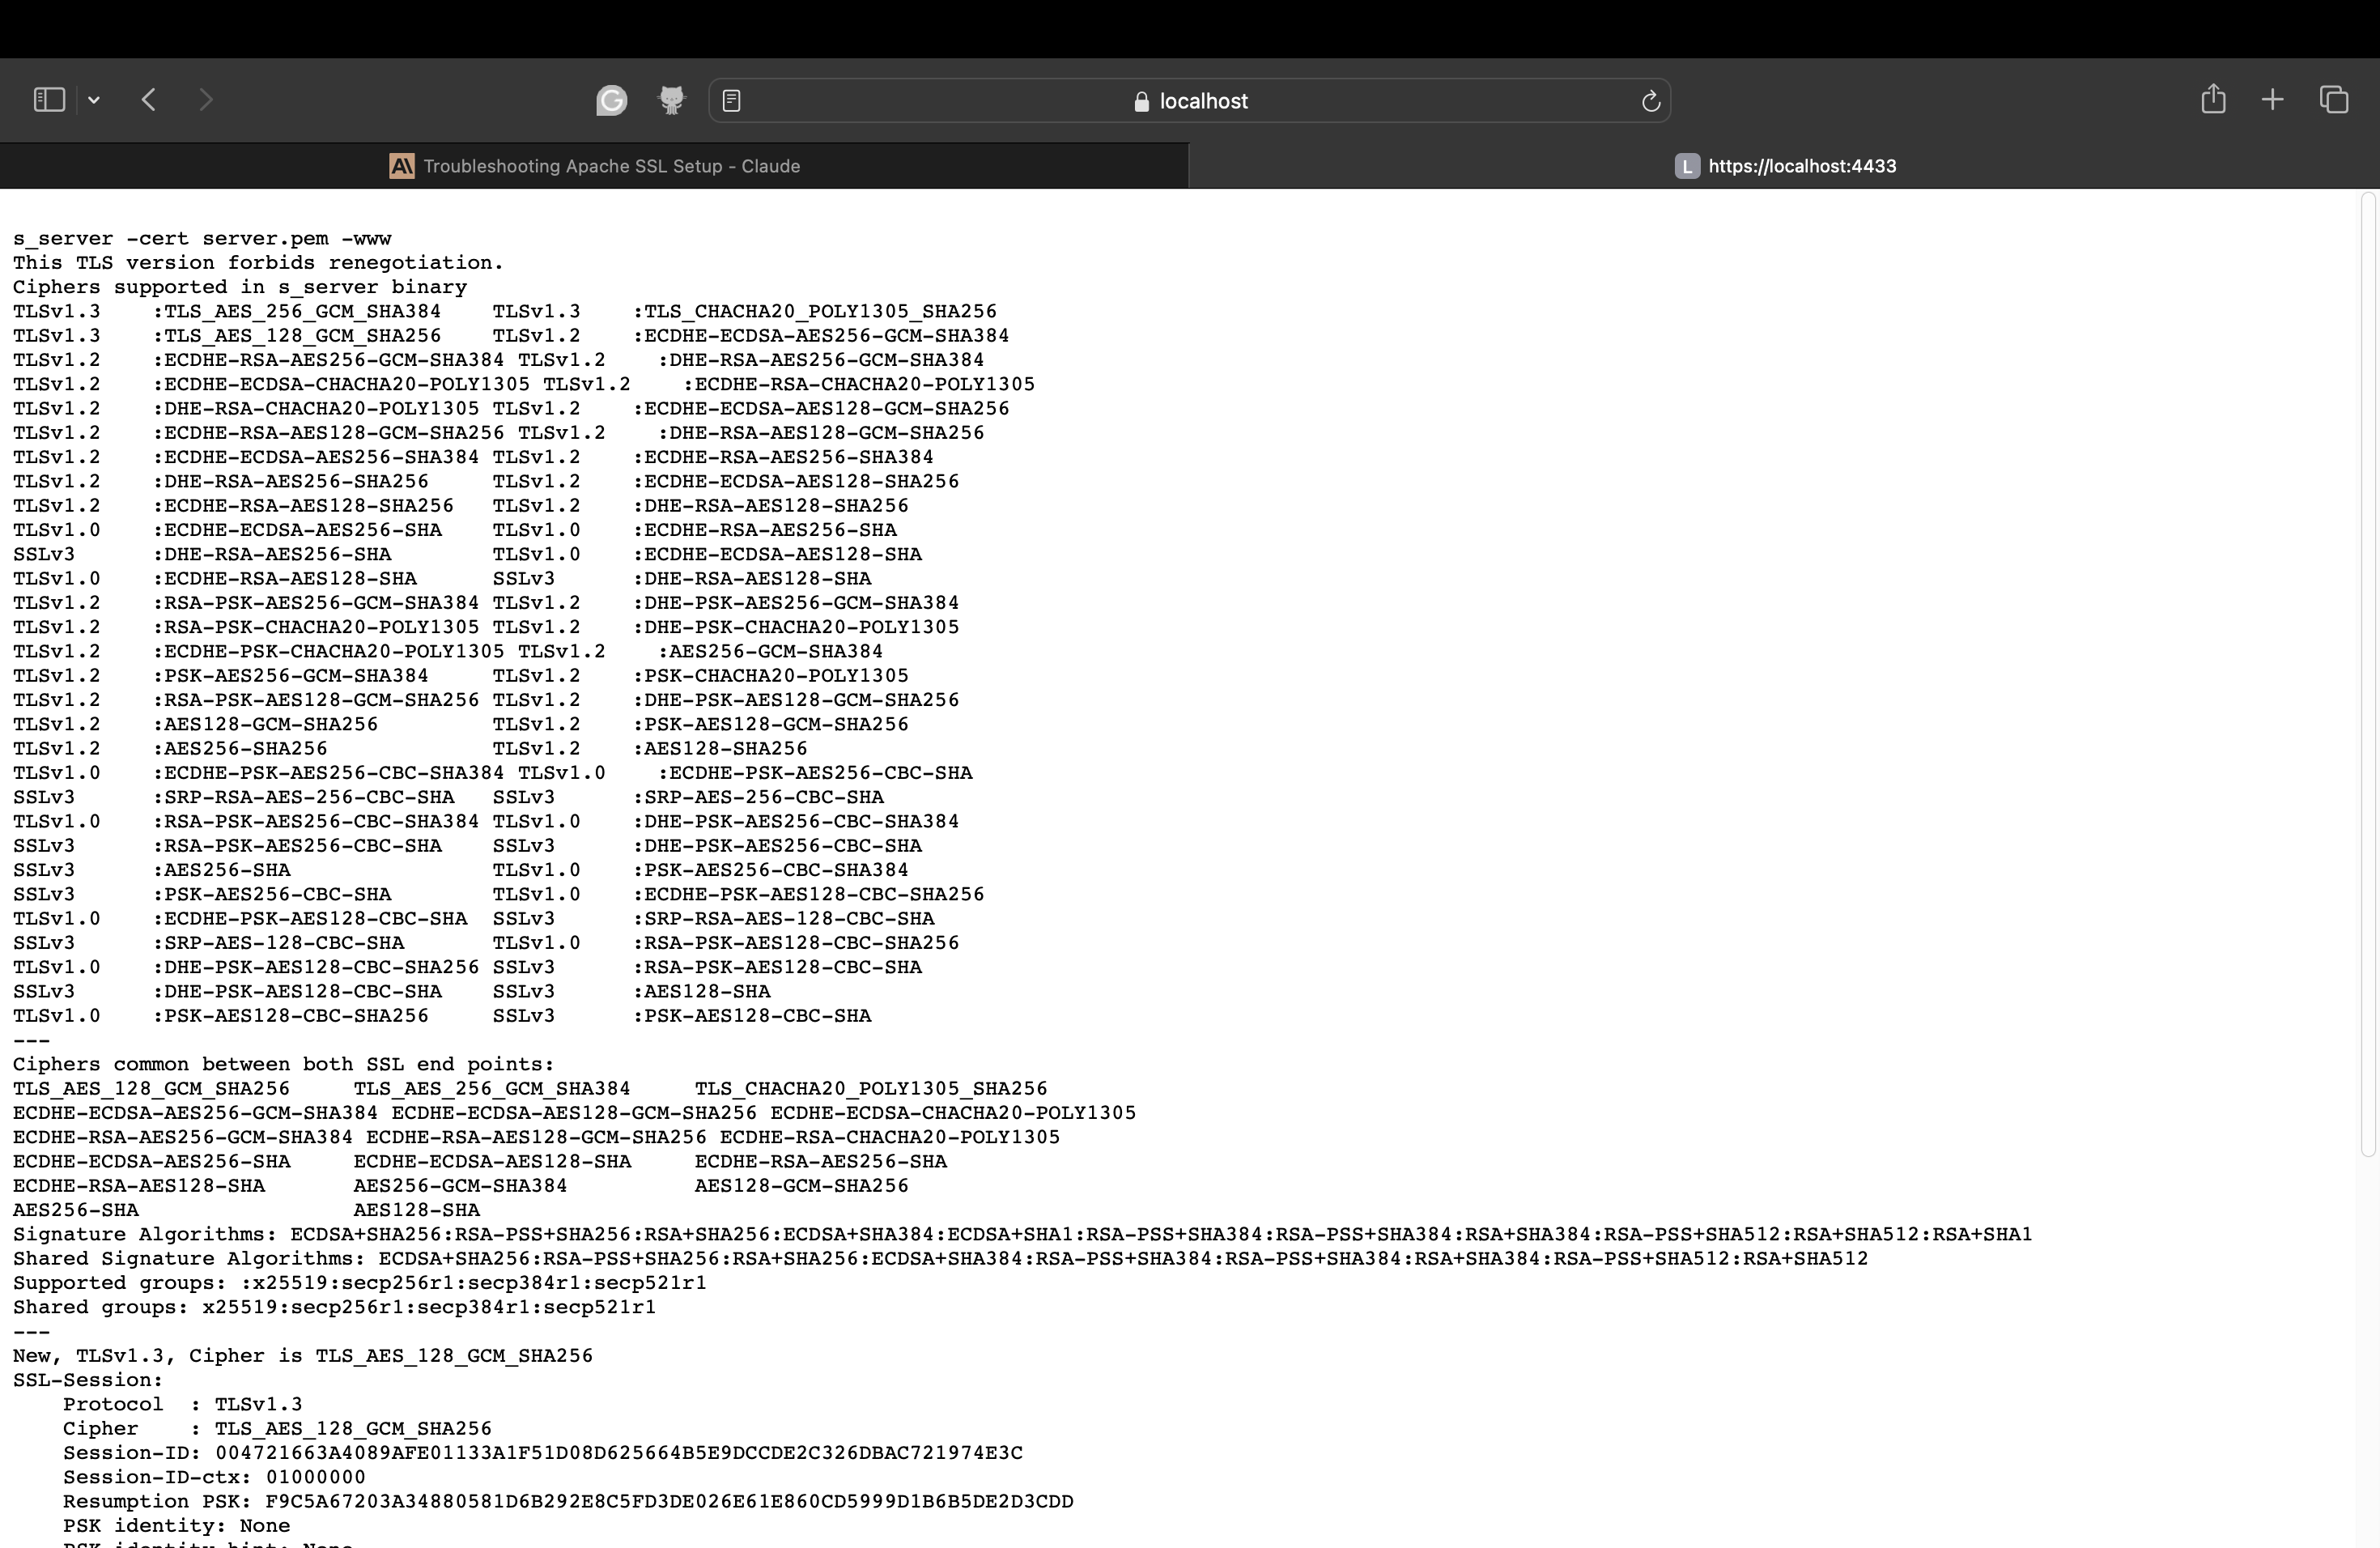 localhost
Troubleshooting Apache SSL Setup - Claude
L https://localhost:4433
s_server -cert server.pem -www
This TLS version forbids renegotiation.
Ciphers supported in s_server binary
TLSv1.3    :TLS_AES_256_GCM_SHA384    TLSv1.3    :TLS_CHACHA20_POLY1305_SHA256
TLSv1.3    :TLS_AES_128_GCM_SHA256    TLSv1.2    :ECDHE-ECDSA-AES256-GCM-SHA384
TLSv1.2    :ECDHE-RSA-AES256-GCM-SHA384 TLSv1.2    :DHE-RSA-AES256-GCM-SHA384
TLSv1.2    :ECDHE-ECDSA-CHACHA20-POLY1305 TLSv1.2    :ECDHE-RSA-CHACHA20-POLY1305
TLSv1.2    :DHE-RSA-CHACHA20-POLY1305 TLSv1.2    :ECDHE-ECDSA-AES128-GCM-SHA256
TLSv1.2    :ECDHE-RSA-AES128-GCM-SHA256 TLSv1.2    :DHE-RSA-AES128-GCM-SHA256
TLSv1.2    :ECDHE-ECDSA-AES256-SHA384 TLSv1.2    :ECDHE-RSA-AES256-SHA384
TLSv1.2    :DHE-RSA-AES256-SHA256     TLSv1.2    :ECDHE-ECDSA-AES128-SHA256
TLSv1.2    :ECDHE-RSA-AES128-SHA256   TLSv1.2    :DHE-RSA-AES128-SHA256
TLSv1.0    :ECDHE-ECDSA-AES256-SHA    TLSv1.0    :ECDHE-RSA-AES256-SHA
SSLv3      :DHE-RSA-AES256-SHA        TLSv1.0    :ECDHE-ECDSA-AES128-SHA
TLSv1.0    :ECDHE-RSA-AES128-SHA      SSLv3      :DHE-RSA-AES128-SHA
TLSv1.2    :RSA-PSK-AES256-GCM-SHA384 TLSv1.2    :DHE-PSK-AES256-GCM-SHA384
TLSv1.2    :RSA-PSK-CHACHA20-POLY1305 TLSv1.2    :DHE-PSK-CHACHA20-POLY1305
TLSv1.2    :ECDHE-PSK-CHACHA20-POLY1305 TLSv1.2    :AES256-GCM-SHA384
TLSv1.2    :PSK-AES256-GCM-SHA384     TLSv1.2    :PSK-CHACHA20-POLY1305
TLSv1.2    :RSA-PSK-AES128-GCM-SHA256 TLSv1.2    :DHE-PSK-AES128-GCM-SHA256
TLSv1.2    :AES128-GCM-SHA256         TLSv1.2    :PSK-AES128-GCM-SHA256
TLSv1.2    :AES256-SHA256             TLSv1.2    :AES128-SHA256
TLSv1.0    :ECDHE-PSK-AES256-CBC-SHA384 TLSv1.0    :ECDHE-PSK-AES256-CBC-SHA
SSLv3      :SRP-RSA-AES-256-CBC-SHA   SSLv3      :SRP-AES-256-CBC-SHA
TLSv1.0    :RSA-PSK-AES256-CBC-SHA384 TLSv1.0    :DHE-PSK-AES256-CBC-SHA384
SSLv3      :RSA-PSK-AES256-CBC-SHA    SSLv3      :DHE-PSK-AES256-CBC-SHA
SSLv3      :AES256-SHA                TLSv1.0    :PSK-AES256-CBC-SHA384
SSLv3      :PSK-AES256-CBC-SHA        TLSv1.0    :ECDHE-PSK-AES128-CBC-SHA256
TLSv1.0    :ECDHE-PSK-AES128-CBC-SHA  SSLv3      :SRP-RSA-AES-128-CBC-SHA
SSLv3      :SRP-AES-128-CBC-SHA       TLSv1.0    :RSA-PSK-AES128-CBC-SHA256
TLSv1.0    :DHE-PSK-AES128-CBC-SHA256 SSLv3      :RSA-PSK-AES128-CBC-SHA
SSLv3      :DHE-PSK-AES128-CBC-SHA    SSLv3      :AES128-SHA
TLSv1.0    :PSK-AES128-CBC-SHA256     SSLv3      :PSK-AES128-CBC-SHA
---
Ciphers common between both SSL end points:
TLS_AES_128_GCM_SHA256     TLS_AES_256_GCM_SHA384     TLS_CHACHA20_POLY1305_SHA256
ECDHE-ECDSA-AES256-GCM-SHA384 ECDHE-ECDSA-AES128-GCM-SHA256 ECDHE-ECDSA-CHACHA20-POLY1305
ECDHE-RSA-AES256-GCM-SHA384 ECDHE-RSA-AES128-GCM-SHA256 ECDHE-RSA-CHACHA20-POLY1305
ECDHE-ECDSA-AES256-SHA     ECDHE-ECDSA-AES128-SHA     ECDHE-RSA-AES256-SHA
ECDHE-RSA-AES128-SHA       AES256-GCM-SHA384          AES128-GCM-SHA256
AES256-SHA                 AES128-SHA
Signature Algorithms: ECDSA+SHA256:RSA-PSS+SHA256:RSA+SHA256:ECDSA+SHA384:ECDSA+SHA1:RSA-PSS+SHA384:RSA-PSS+SHA384:RSA+SHA384:RSA-PSS+SHA512:RSA+SHA512:RSA+SHA1
Shared Signature Algorithms: ECDSA+SHA256:RSA-PSS+SHA256:RSA+SHA256:ECDSA+SHA384:RSA-PSS+SHA384:RSA-PSS+SHA384:RSA+SHA384:RSA-PSS+SHA512:RSA+SHA512
Supported groups: :x25519:secp256r1:secp384r1:secp521r1
Shared groups: x25519:secp256r1:secp384r1:secp521r1
---
New, TLSv1.3, Cipher is TLS_AES_128_GCM_SHA256
SSL-Session:
    Protocol  : TLSv1.3
    Cipher    : TLS_AES_128_GCM_SHA256
    Session-ID: 004721663A4089AFE01133A1F51D08D625664B5E9DCCDE2C326DBAC721974E3C
    Session-ID-ctx: 01000000
    Resumption PSK: F9C5A67203A34880581D6B292E8C5FD3DE026E61E860CD5999D1B6B5DE2D3CDD
    PSK identity: None
    PSK identity hint: None